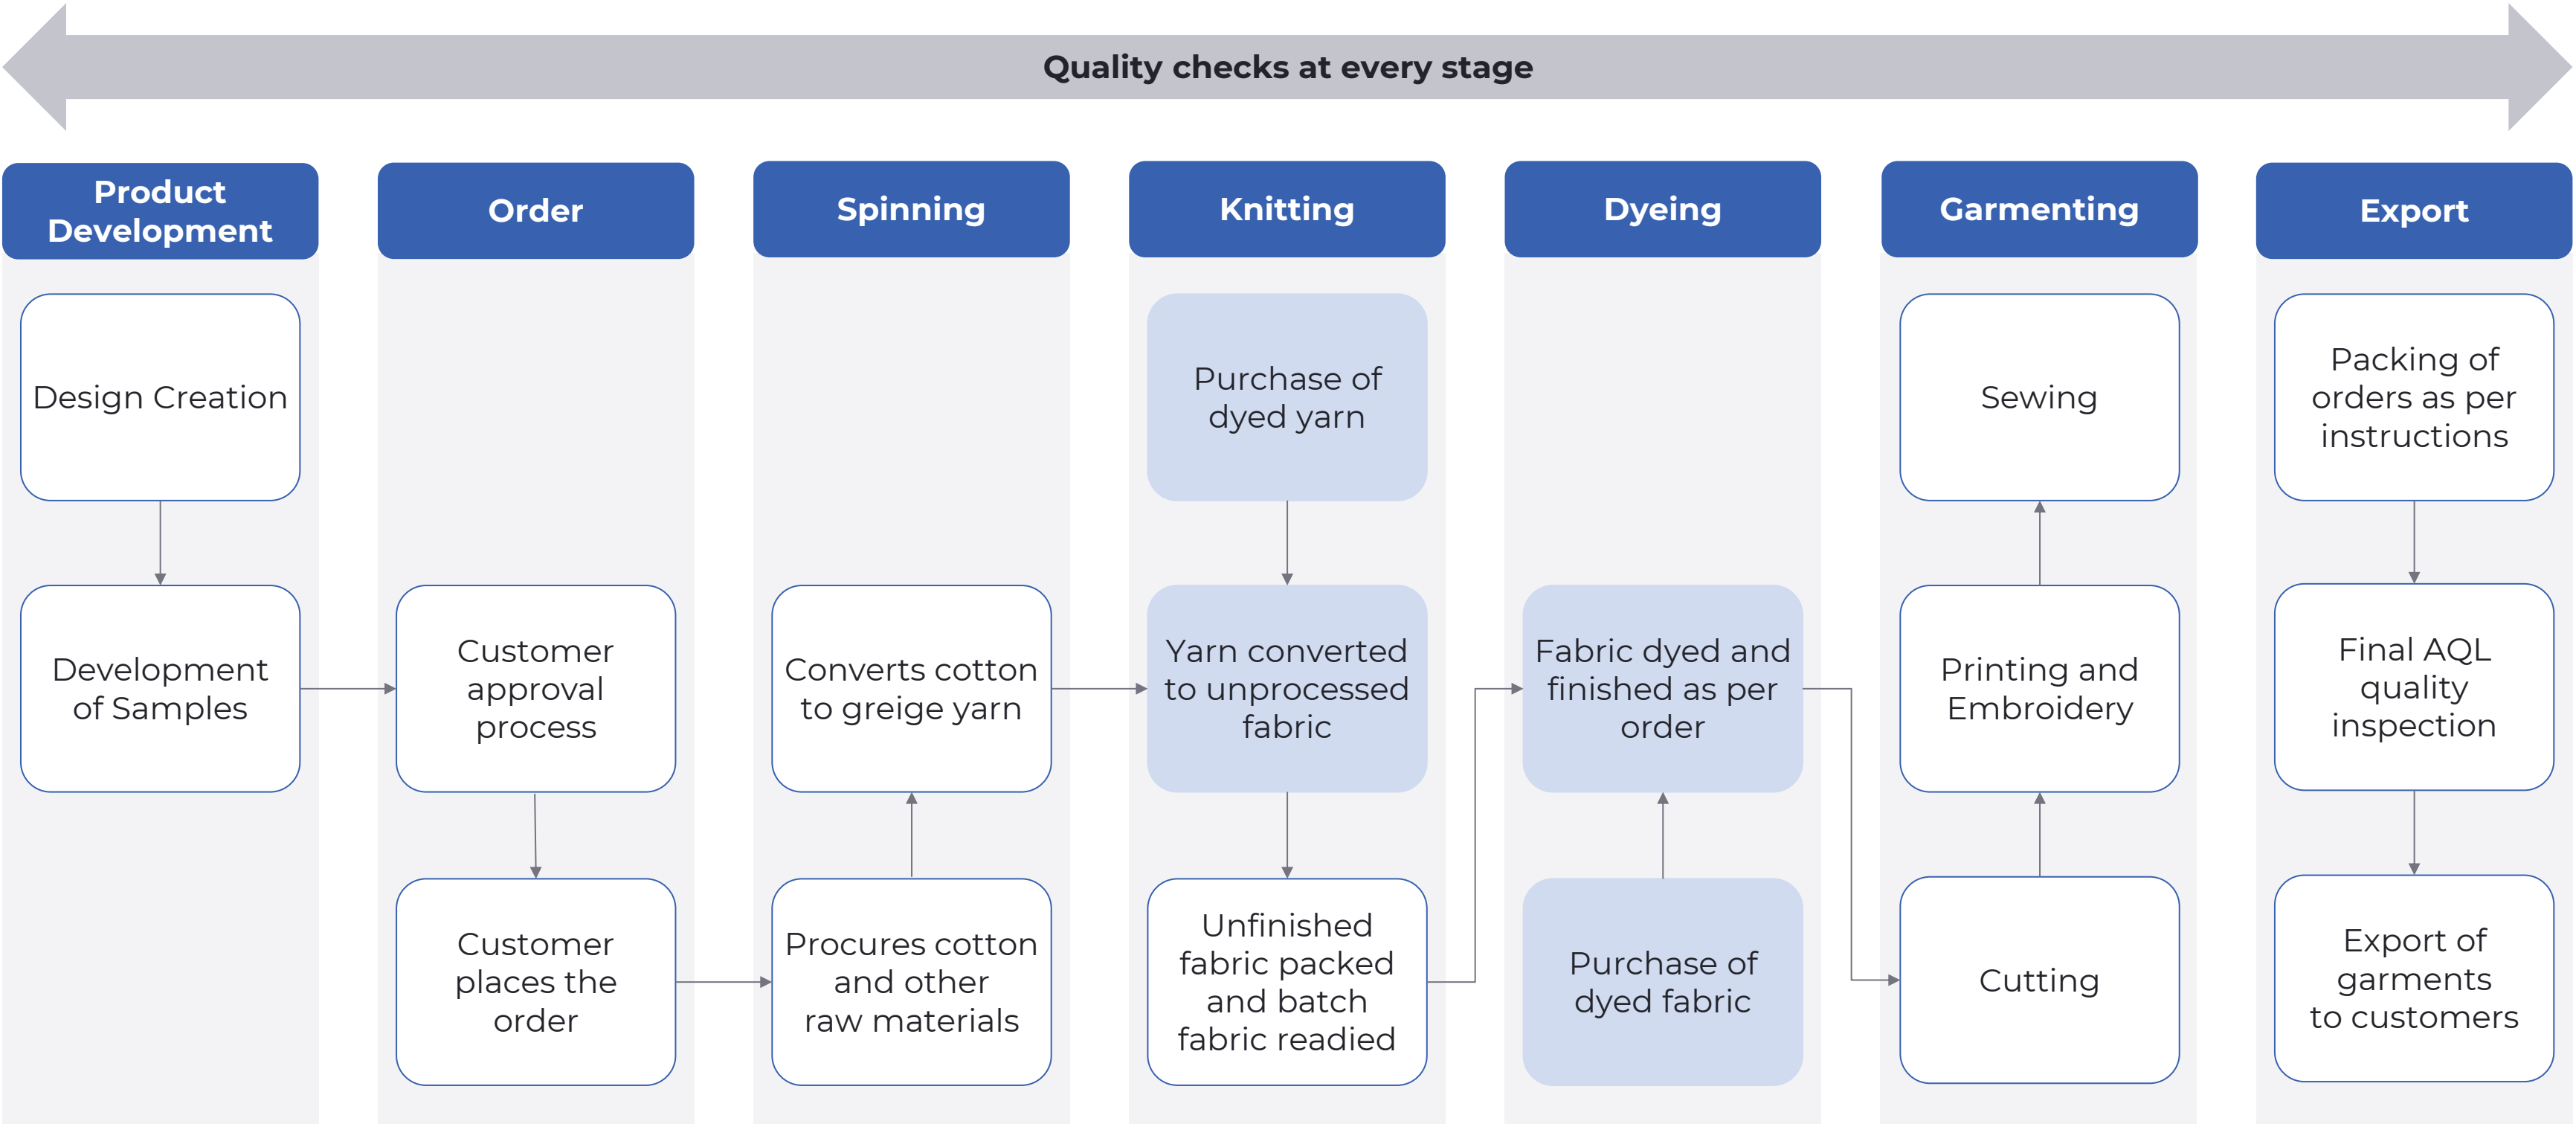 Quality checks at every stage
Product
Development
Design Creation
Development
of Samples
Order
Customer
approval
process
Customer
places the
order
Spinning
Converts cotton
to greige yarn
Procures cotton
and other
raw materials
Knitting
Purchase of
dyed yarn
Yarn converted
to unprocessed
fabric
Unfinished
fabric packed
and batch
fabric readied
Dyeing
Fabric dyed and
finished as per
order
Purchase of
dyed fabric
Garmenting
Sewing
Printing and
Embroidery
Cutting
Export
Packing of
orders as per
instructions
Final AQL
quality
inspection
Export of
garments
to customers